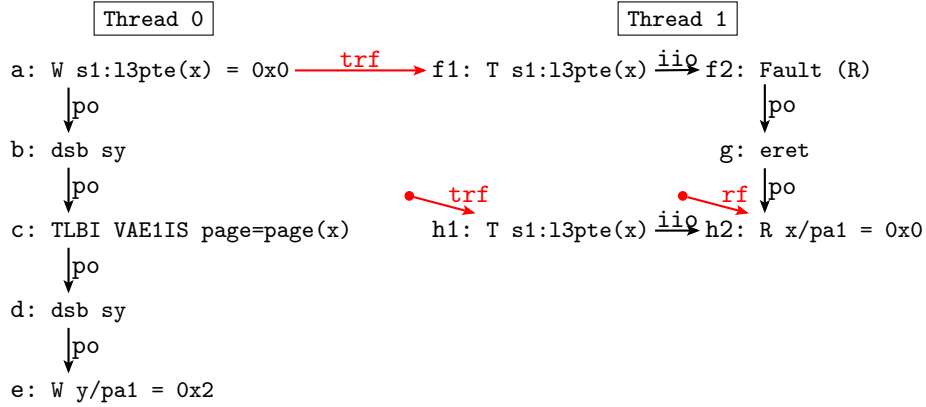 Thread 0
Thread 1
a: W s1:l3pte(x) = 0x0
trf
f1: T s1:l3pte(x)
iio
f2: Fault (R)
po
po
b: dsb sy
g: eret
po
trf
rf
po
c: TLBI VAE1IS page=page(x)
h1: T s1:l3pte(x)
iio
h2: R x/pa1 = 0x0
po
d: dsb sy
po
e: W y/pa1 = 0x2